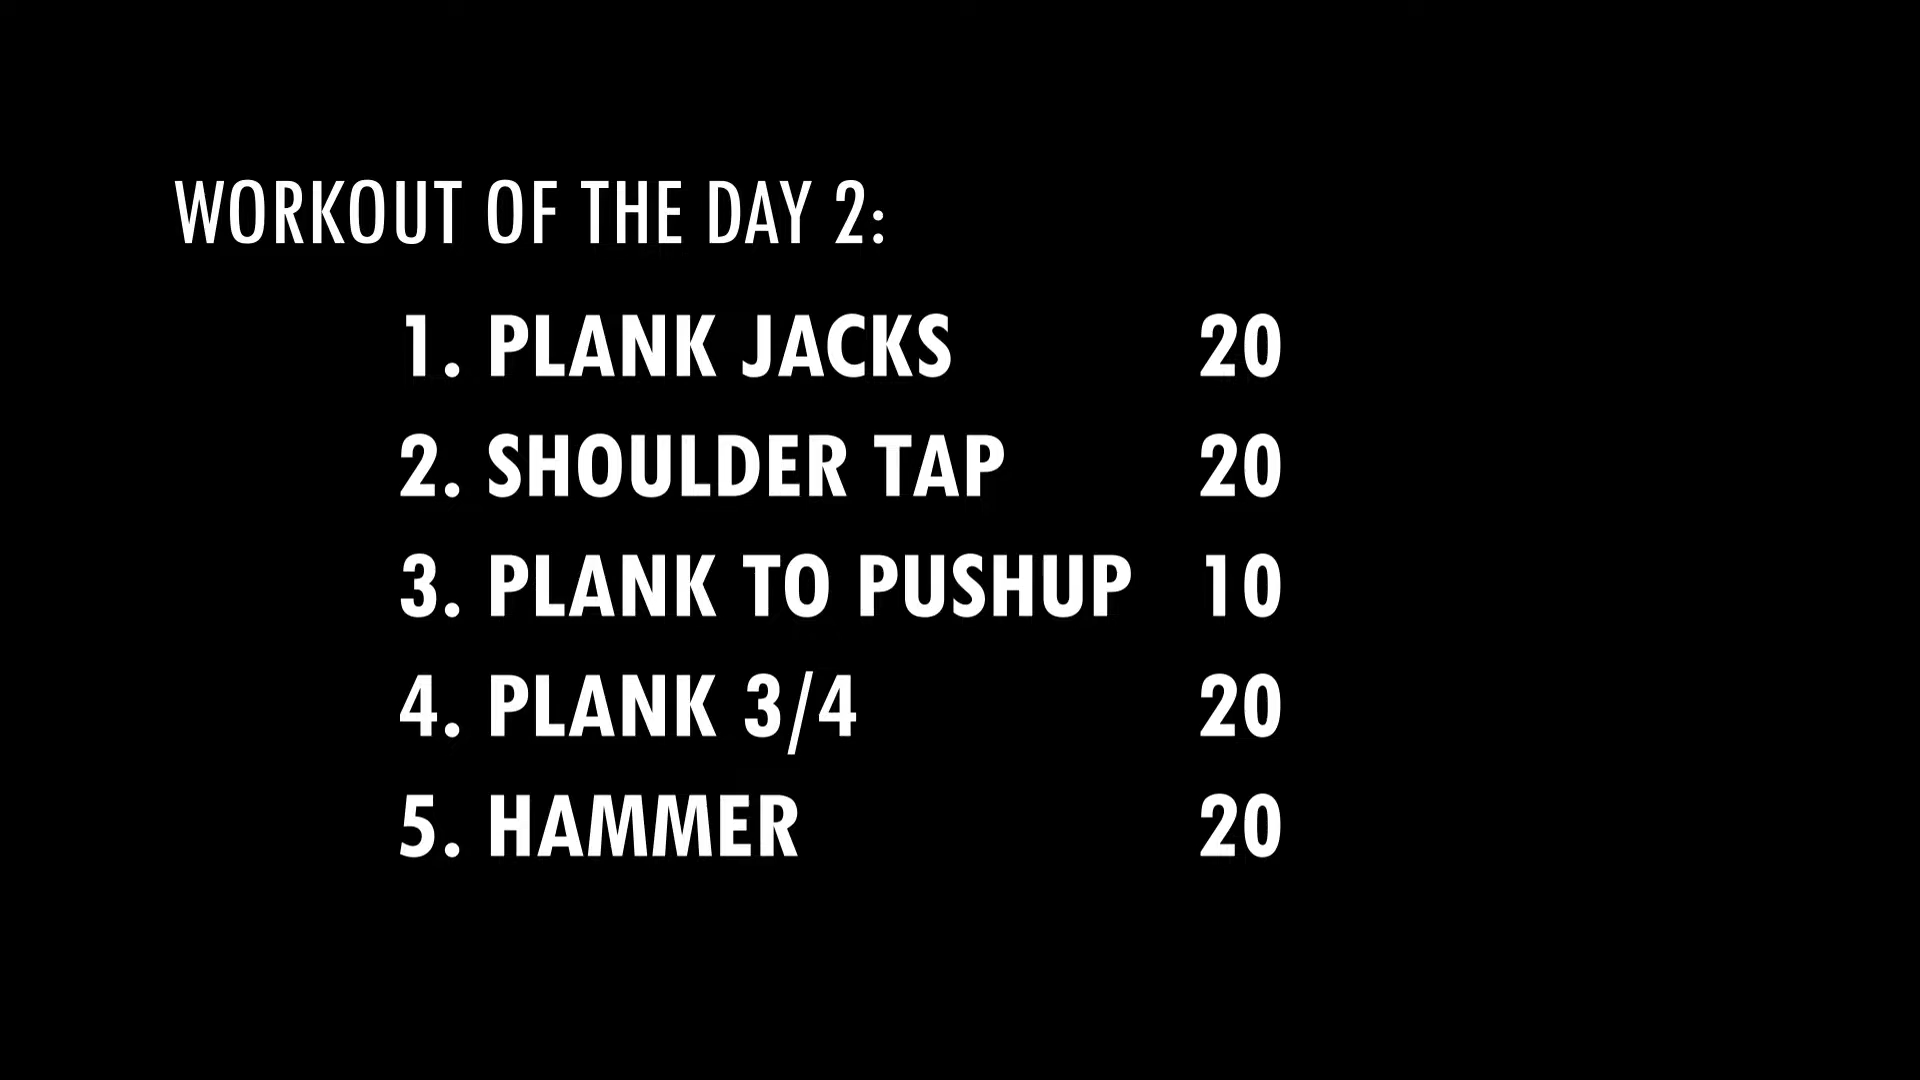 WORKOUT OF THE DAY 2:
1. PLANK JACKS 20
2. SHOULDER TAP 20
3. PLANK TO PUSHUP 10
4. PLANK 3/4 20
5. HAMMER 20